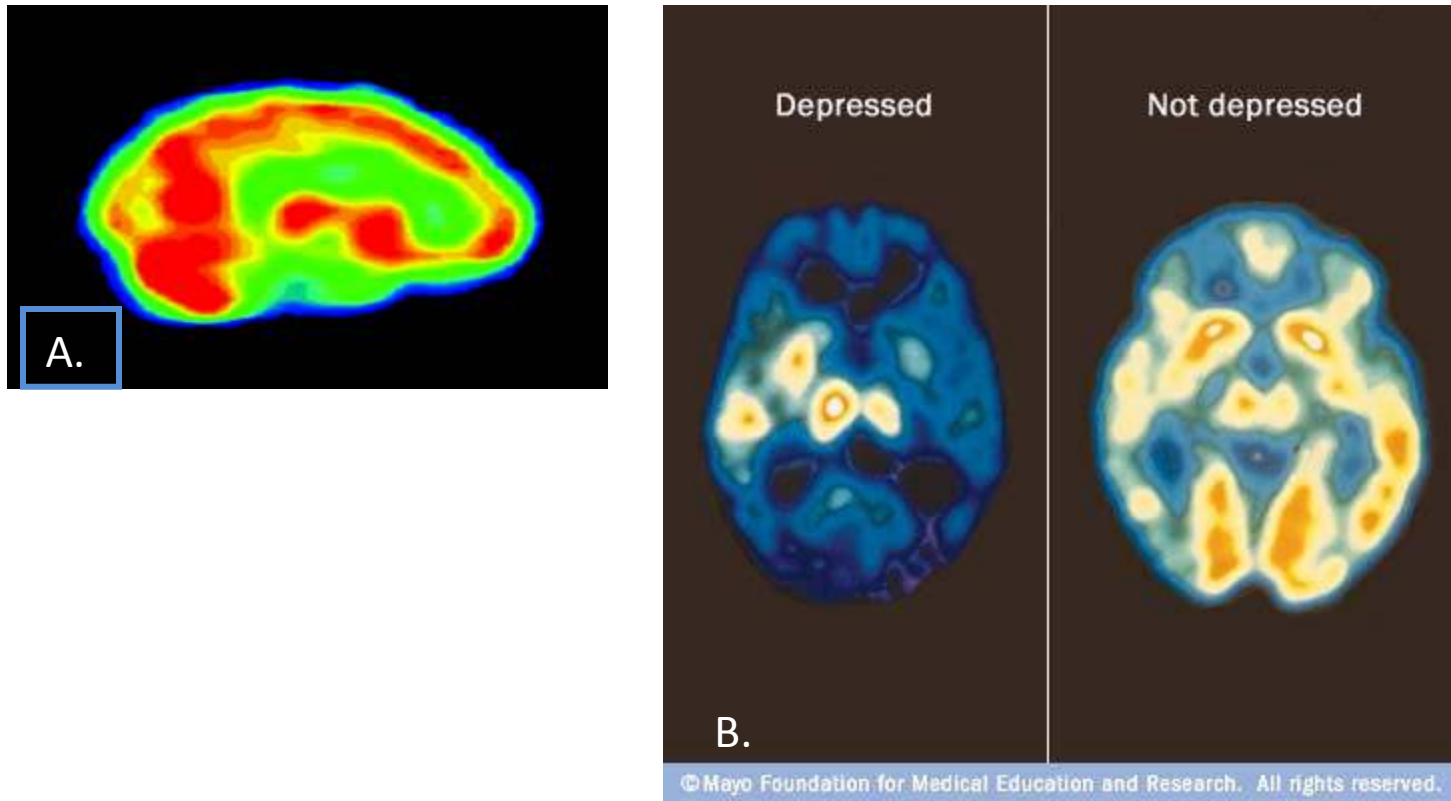 A.
Depressed
Not depressed
B.
©Mayo Foundation for Medical Education and Research. All rights reserved.